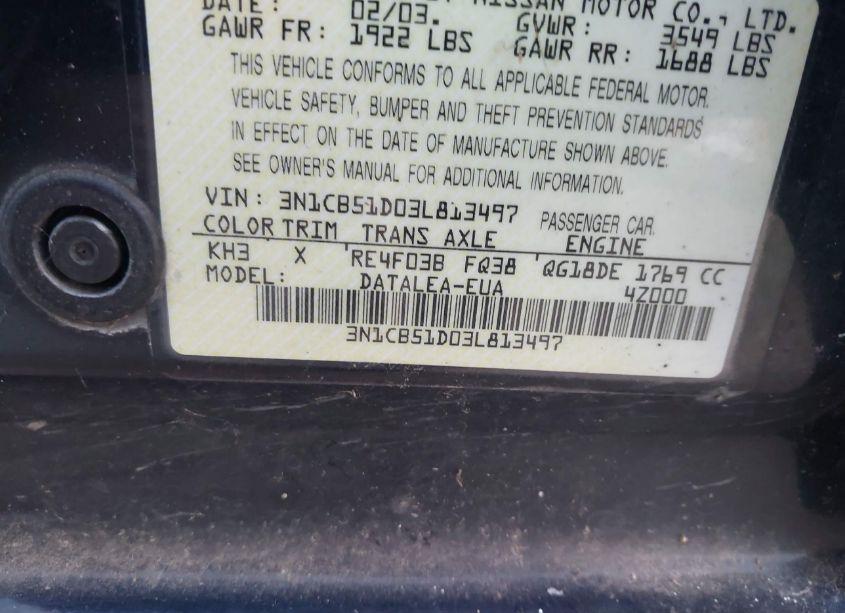 DATE: 02/03. NISSAN MOTOR CO., LTD.
GVWR: 3549 LBS
GAWR FR: 1922 LBS GAWR RR: 1688 LBS
THIS VEHICLE CONFORMS TO ALL APPLICABLE FEDERAL MOTOR
VEHICLE SAFETY, BUMPER AND THEFT PREVENTION STANDARDS
IN EFFECT ON THE DATE OF MANUFACTURE SHOWN ABOVE.
SEE OWNER'S MANUAL FOR ADDITIONAL INFORMATION.
VIN: 3N1CB51D03L813497 PASSENGER CAR
COLOR TRIM TRANS AXLE ENGINE
KH3 X RE4F03B FQ38 QG18DE 1769 CC
MODEL: DATALEA-EUA 4Z000
3N1CB51D03L813497